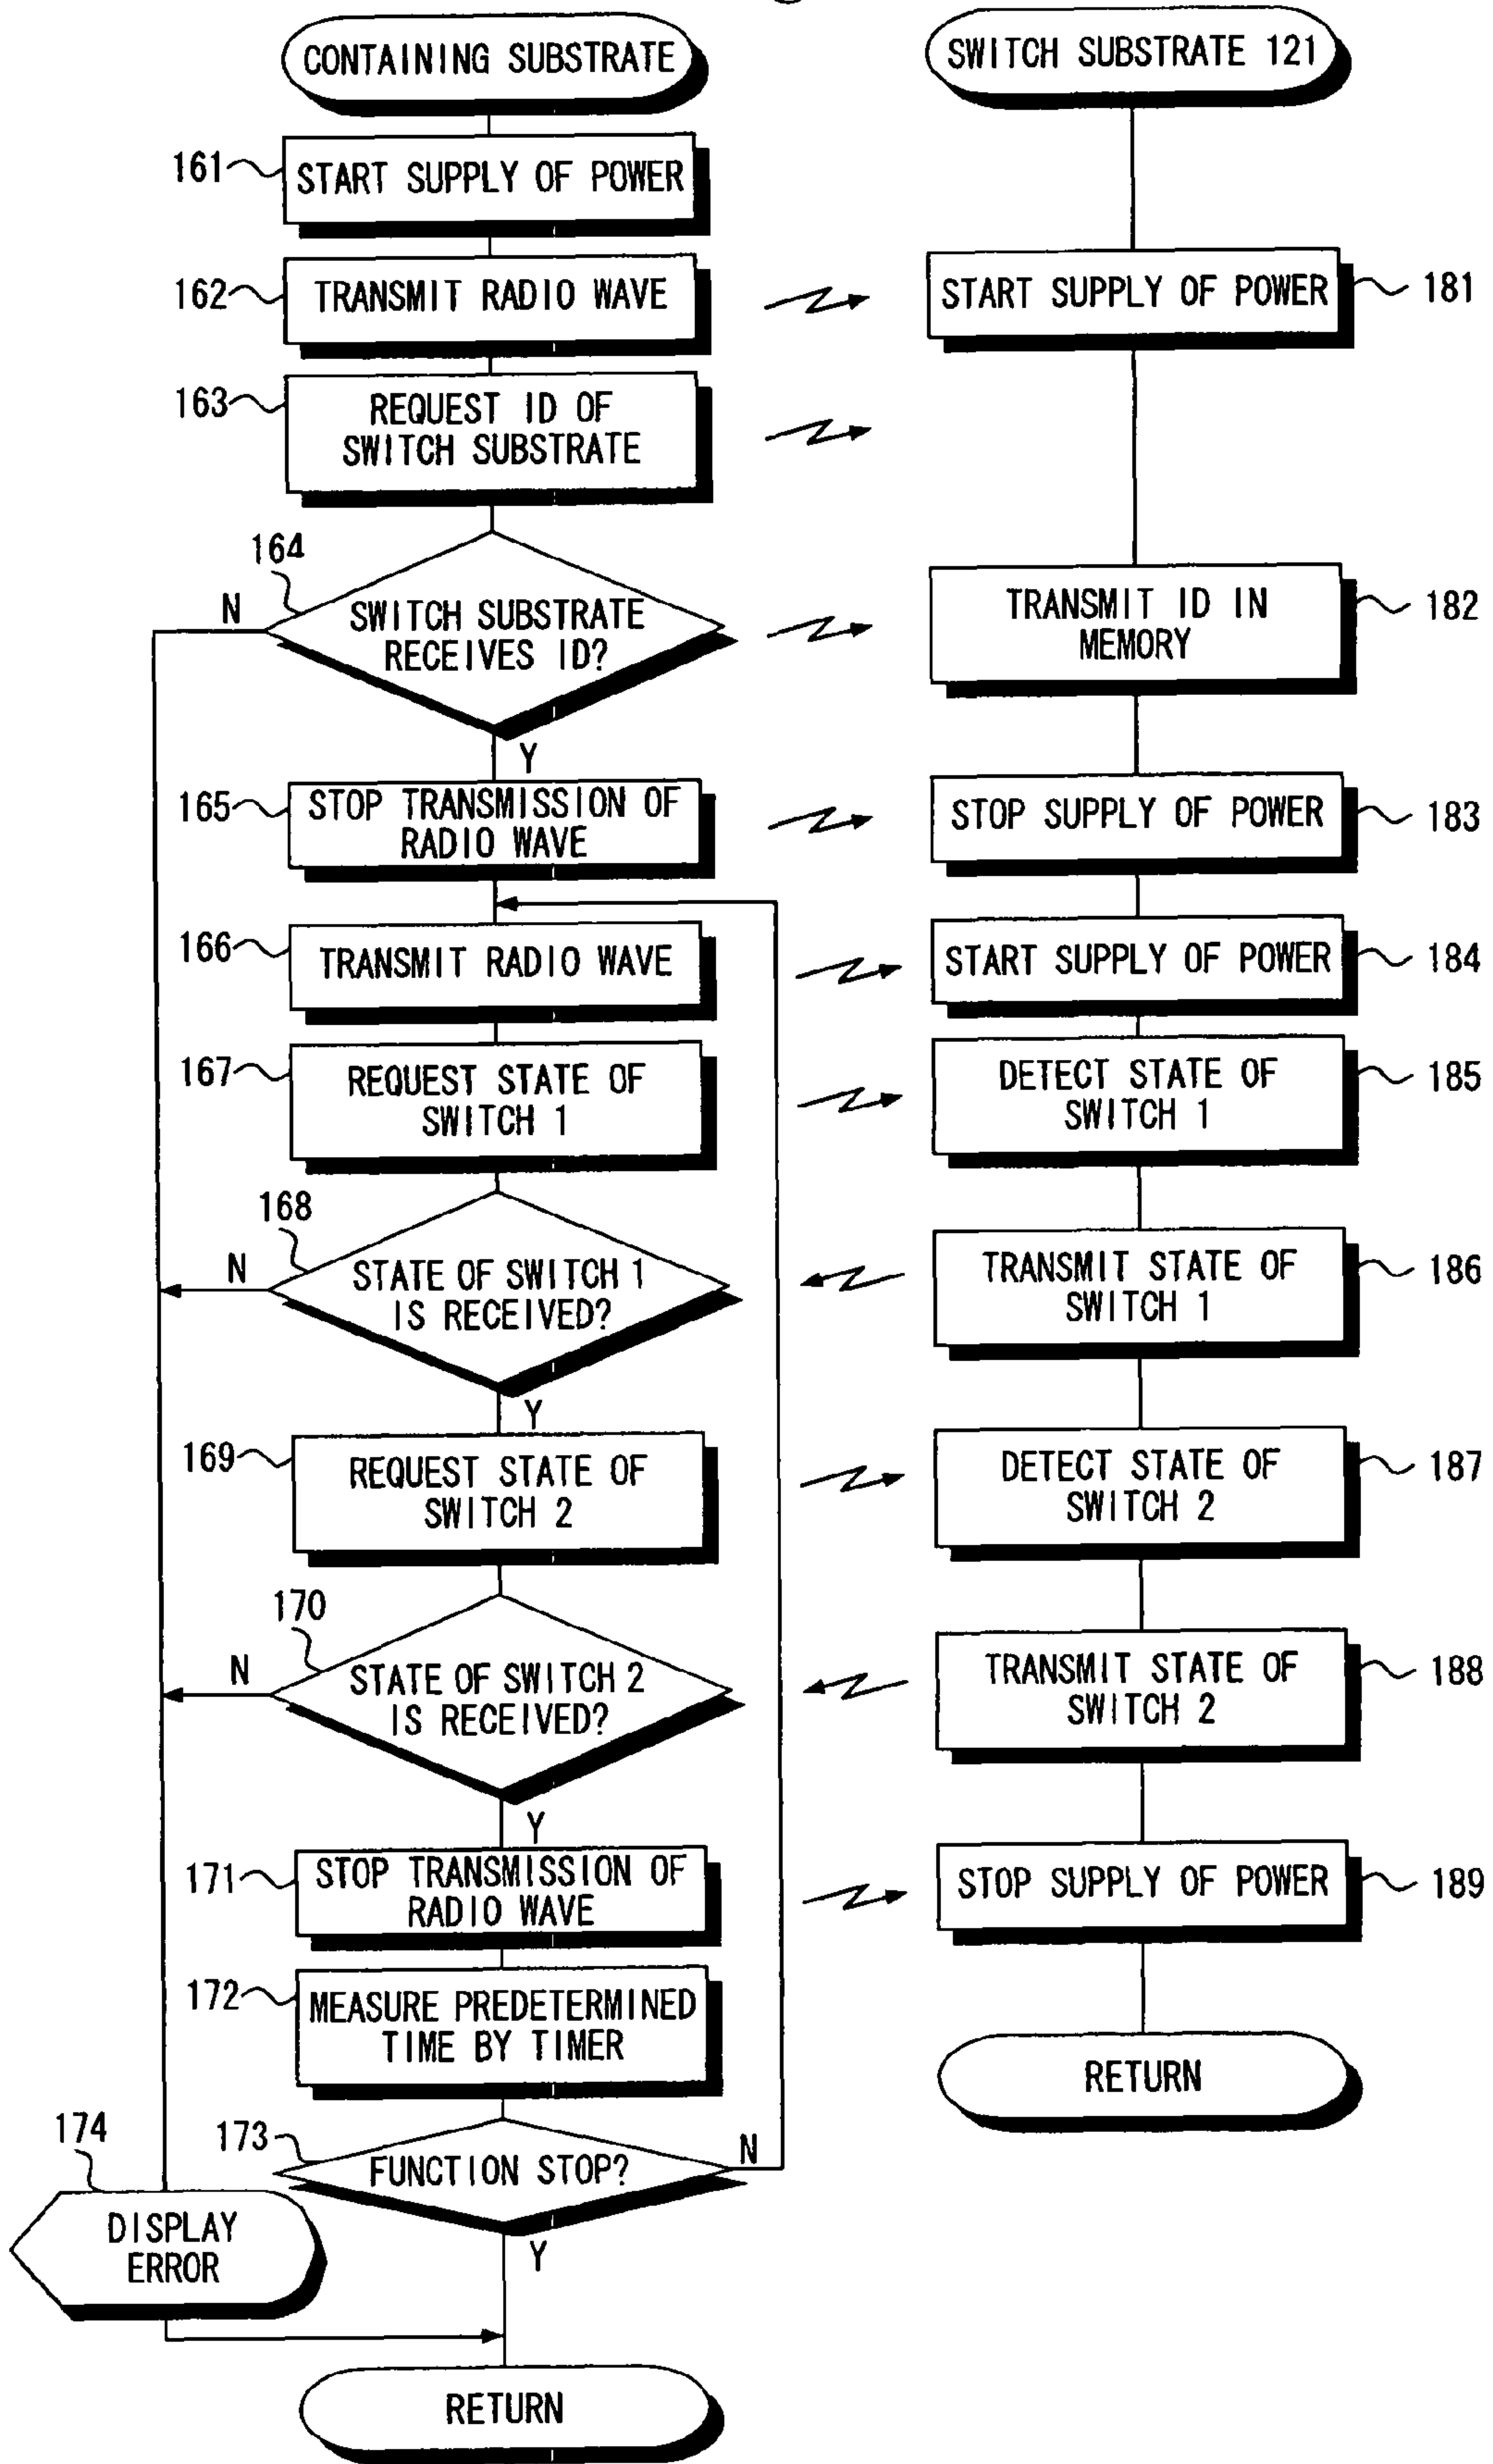 CONTAINING SUBSTRATE
SWITCH SUBSTRATE 121
161
START SUPPLY OF POWER
162
TRANSMIT RADIO WAVE
START SUPPLY OF POWER
181
163
REQUEST ID OF
SWITCH SUBSTRATE
164
N
SWITCH SUBSTRATE
RECEIVES ID?
Y
TRANSMIT ID IN
MEMORY
182
165
STOP TRANSMISSION OF
RADIO WAVE
STOP SUPPLY OF POWER
183
166
TRANSMIT RADIO WAVE
START SUPPLY OF POWER
184
167
REQUEST STATE OF
SWITCH 1
DETECT STATE OF
SWITCH 1
185
168
N
STATE OF SWITCH 1
IS RECEIVED?
Y
TRANSMIT STATE OF
SWITCH 1
186
169
REQUEST STATE OF
SWITCH 2
DETECT STATE OF
SWITCH 2
187
170
N
STATE OF SWITCH 2
IS RECEIVED?
Y
TRANSMIT STATE OF
SWITCH 2
188
171
STOP TRANSMISSION OF
RADIO WAVE
STOP SUPPLY OF POWER
189
172
MEASURE PREDETERMINED
TIME BY TIMER
RETURN
173
FUNCTION STOP?
N
Y
174
DISPLAY
ERROR
RETURN